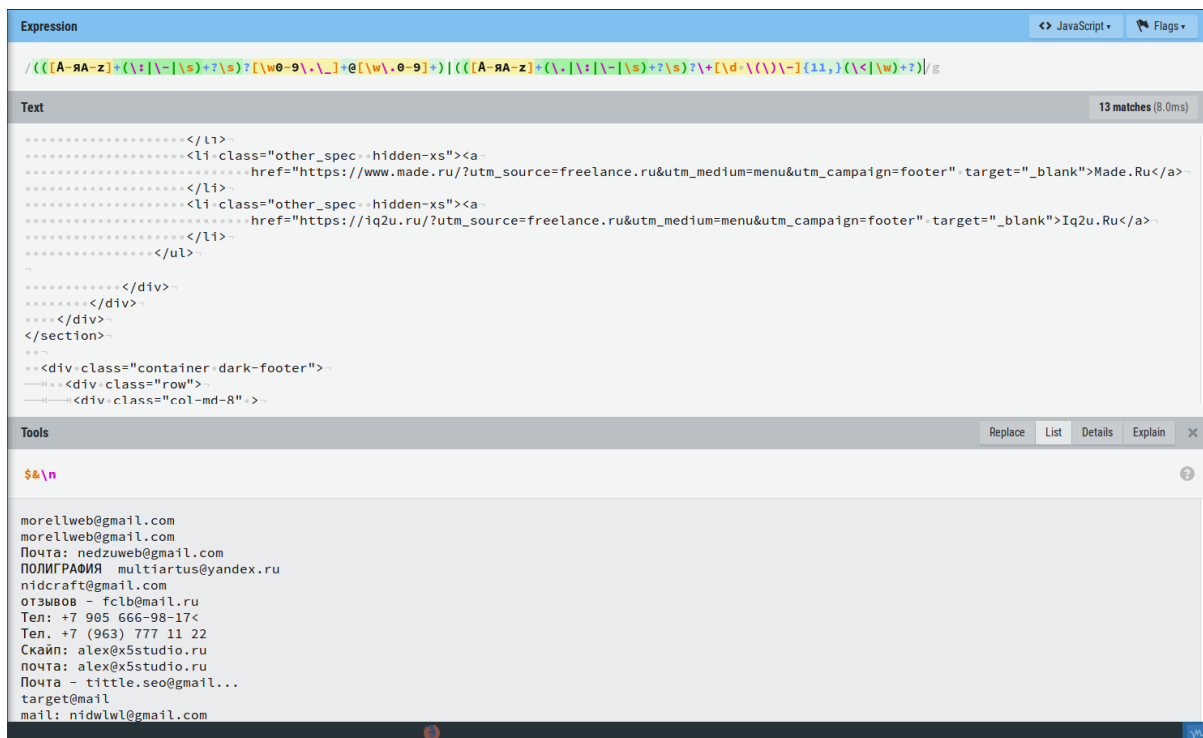 Expression
<> JavaScript
Flags
/(([А-яA-z]+(\:|\-|\s)+?\s)?[\w0-9\.\_]+@[\w\.0-9]+)|(([А-яA-z]+(\.|\:|\-|\s)+?\s)?\+[\d \(\)\-]{11,}(\<|\w)+?)/g
Text
13 matches (8.0ms)
</li>
<li class="other_spec  hidden-xs"><a
href="https://www.made.ru/?utm_source=freelance.ru&utm_medium=menu&utm_campaign=footer" target="_blank">Made.Ru</a>
</li>
<li class="other_spec  hidden-xs"><a
href="https://iq2u.ru/?utm_source=freelance.ru&utm_medium=menu&utm_campaign=footer" target="_blank">Iq2u.Ru</a>
</li>
</ul>
</div>
</div>
</div>
</section>
<div class="container dark-footer">
<div class="row">
<div class="col-md-8" >
Tools
Replace
List
Details
Explain
$&\n
morellweb@gmail.com
morellweb@gmail.com
Почта: nedzuweb@gmail.com
ПОЛИГРАФИЯ  multiartus@yandex.ru
nidcraft@gmail.com
отзывов - fclb@mail.ru
Тел: +7 905 666-98-17<
Тел. +7 (963) 777 11 22
Скайп: alex@x5studio.ru
почта: alex@x5studio.ru
Почта - tittle.seo@gmail...
target@mail
mail: nidwlwl@gmail.com